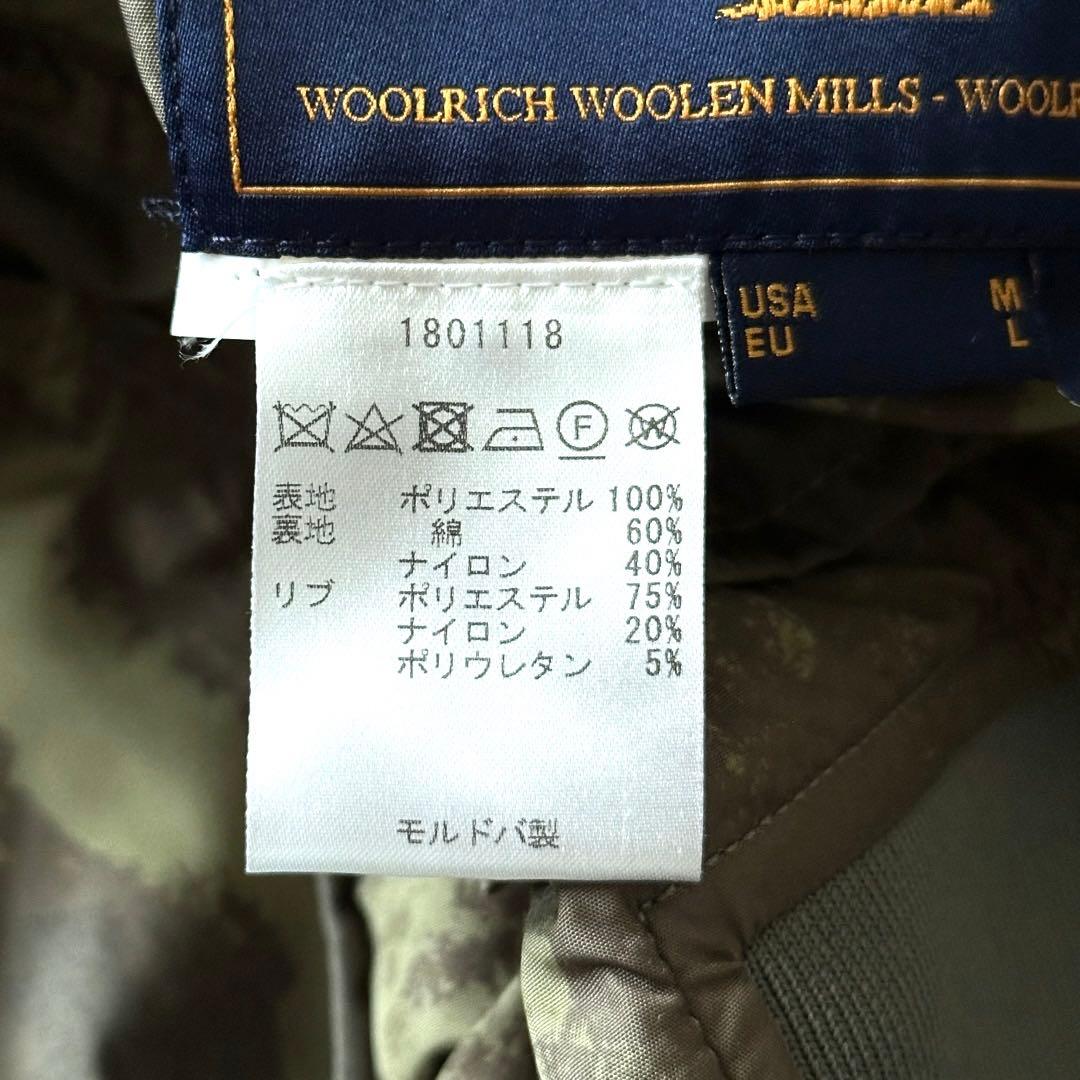 WOOLRICH WOOLEN MILLS - WOOLR
USA M
EU L
1801118
F W
表地 ポリエステル 100%
裏地 綿 60%
ナイロン 40%
リブ ポリエステル 75%
ナイロン 20%
ポリウレタン 5%
モルドバ製